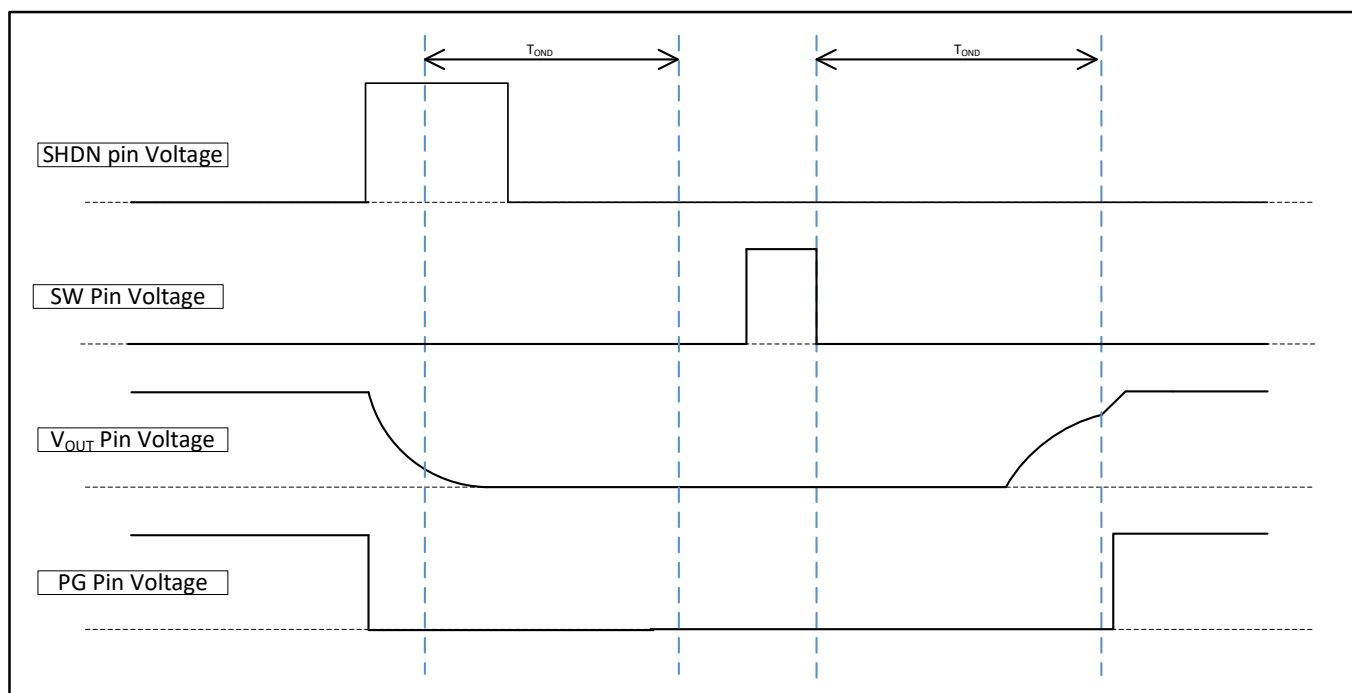 TOND
TOND
SHDN pin Voltage
SW Pin Voltage
VOUT Pin Voltage
PG Pin Voltage